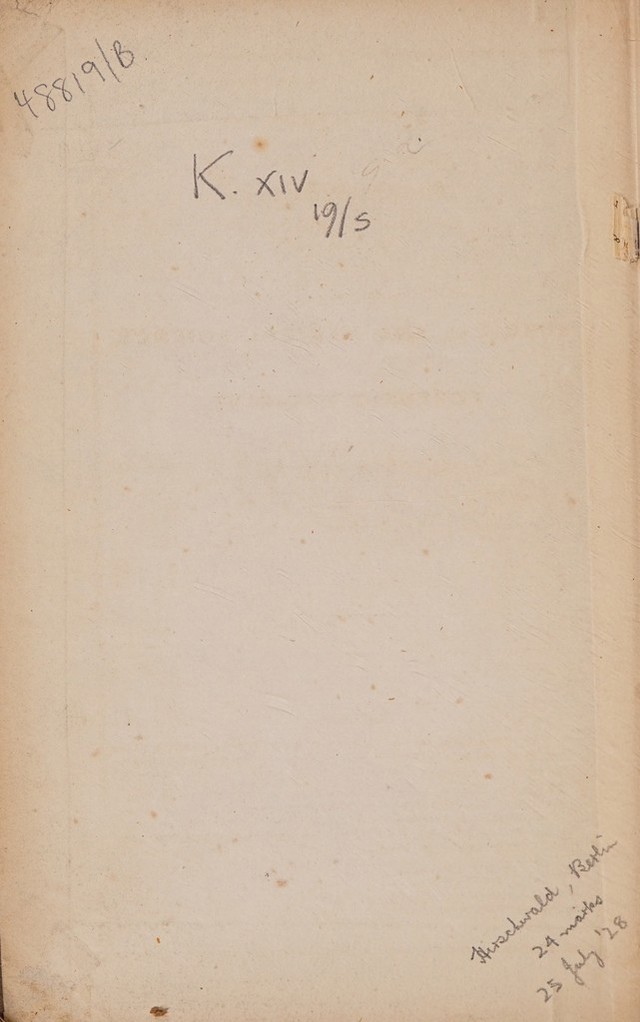 48819/B
K. XIV
19/s
Hirschwald, Berlin
24 marks
25 July '28